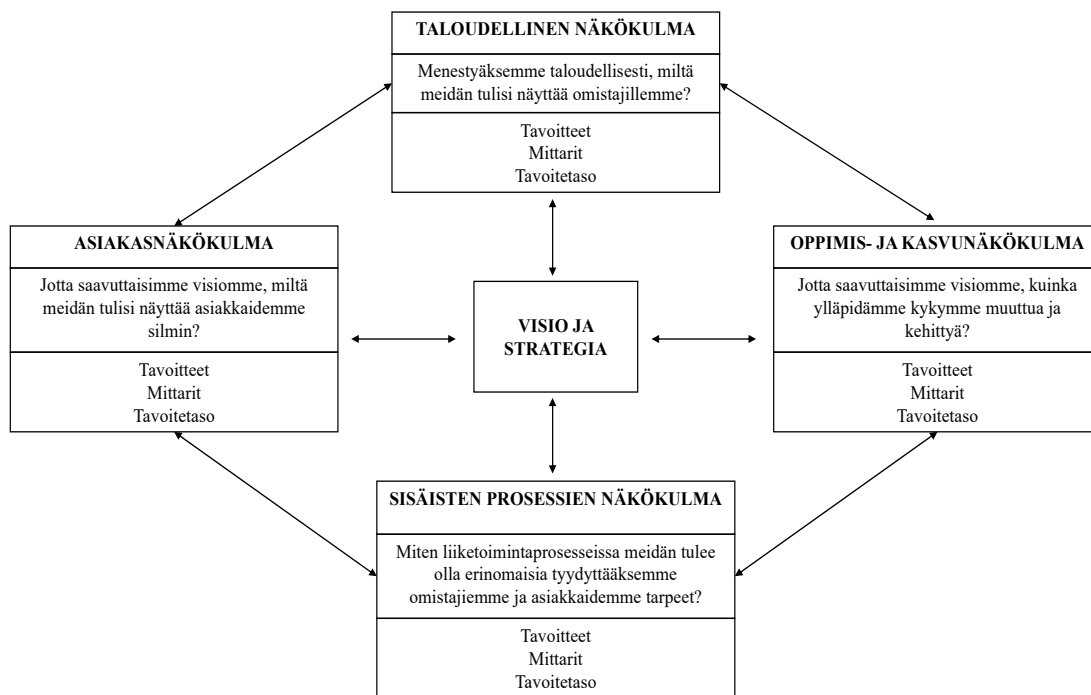 TALOUDELLINEN NÄKÖKULMA
Menestyäksemme taloudellisesti, miltä
meidän tulisi näyttää omistajillemme?
Tavoitteet
Mittarit
Tavoitetaso
ASIAKASNÄKÖKULMA
Jotta saavuttaisimme visiomme, miltä
meidän tulisi näyttää asiakkaidemme
silmin?
Tavoitteet
Mittarit
Tavoitetaso
VISIO JA
STRATEGIA
OPPIMIS- JA KASVUNÄKÖKULMA
Jotta saavuttaisimme visiomme, kuinka
ylläpidämme kykymme muuttua ja
kehittyä?
Tavoitteet
Mittarit
Tavoitetaso
SISÄISTEN PROSESSIEN NÄKÖKULMA
Miten liiketoimintaprosesseissa meidän tulee
olla erinomaisia tyydyttääksemme
omistajiemme ja asiakkaidemme tarpeet?
Tavoitteet
Mittarit
Tavoitetaso